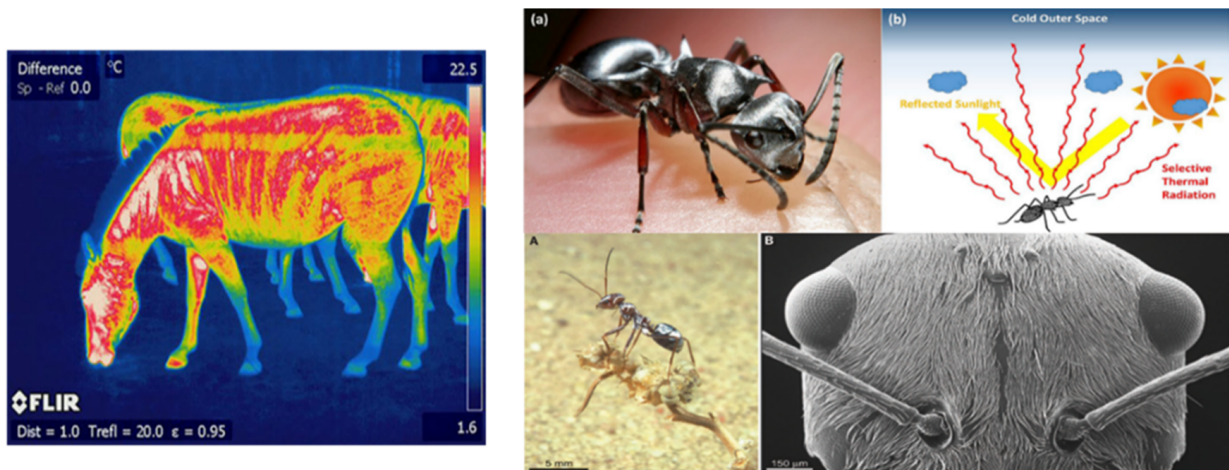 Difference °C
22.5
Sp - Ref 0.0
FLIR
1.6
Dist = 1.0 Trefl = 20.0 ε = 0.95
(a)
(b)
Cold Outer Space
Reflected Sunlight
Selective
Thermal
Radiation
A
5 mm
B
150 µm